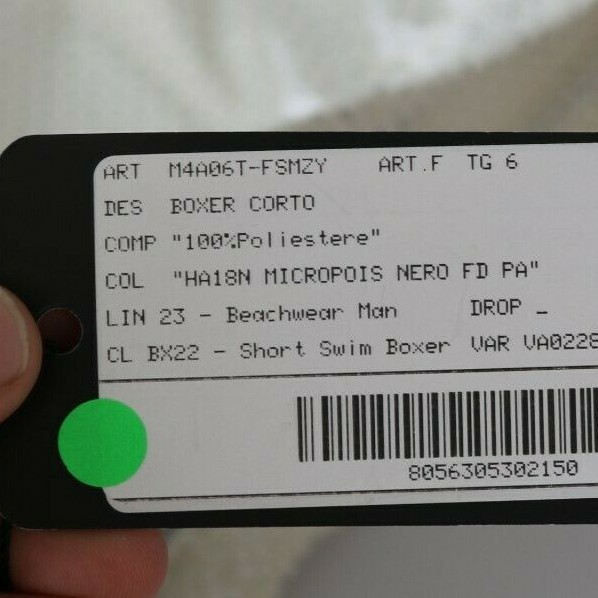 ART M4A06T-FSMZY ART.F TG 6
DES BOXER CORTO
COMP "100%Poliestere"
COL "HA18N MICROPOIS NERO FD PA"
LIN 23 - Beachwear Man DROP _
CL BX22 - Short Swim Boxer VAR VA0228
8056305302150